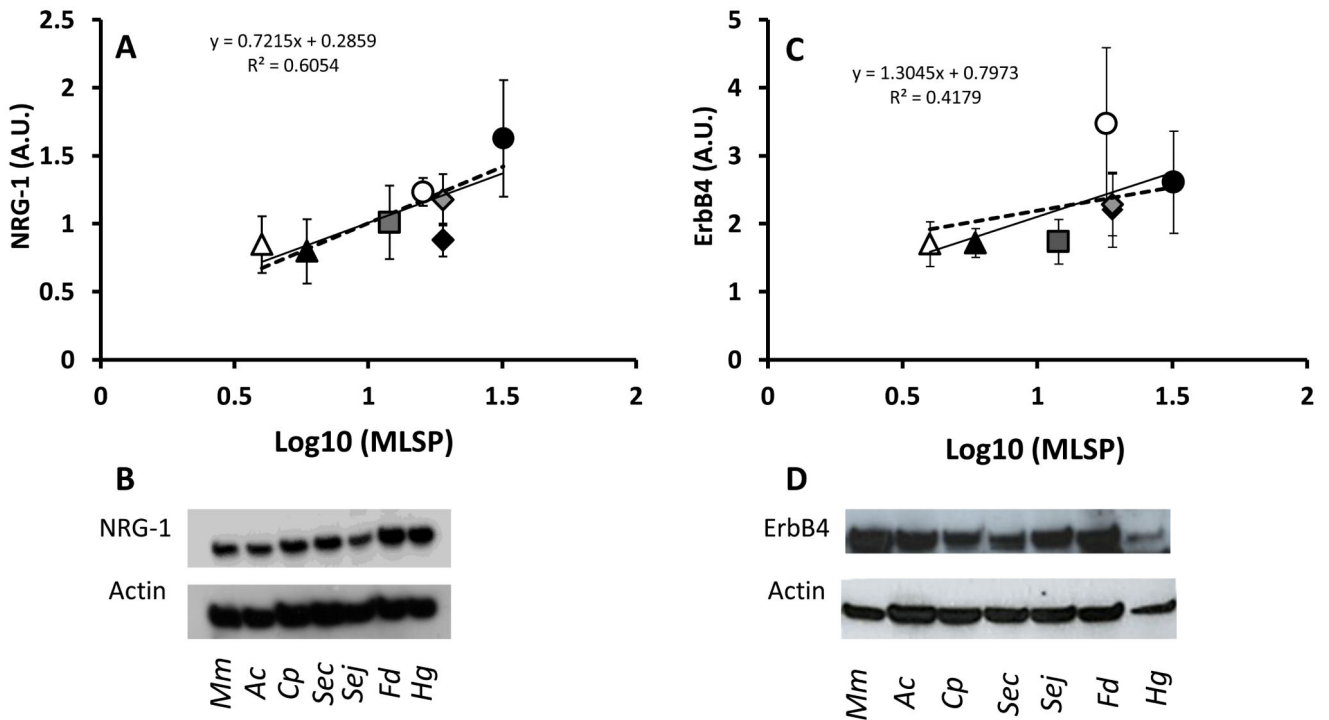 A
y = 0.7215x + 0.2859
R² = 0.6054
NRG-1 (A.U.)
2.5
2
1.5
1
0.5
0
0
0.5
1
1.5
2
Log10 (MLSP)
B
NRG-1
Actin
Mm
Ac
Cp
Sec
Sej
Fd
Hg
C
y = 1.3045x + 0.7973
R² = 0.4179
ErbB4 (A.U.)
5
4
3
2
1
0
0
0.5
1
1.5
2
Log10 (MLSP)
D
ErbB4
Actin
Mm
Ac
Cp
Sec
Sej
Fd
Hg